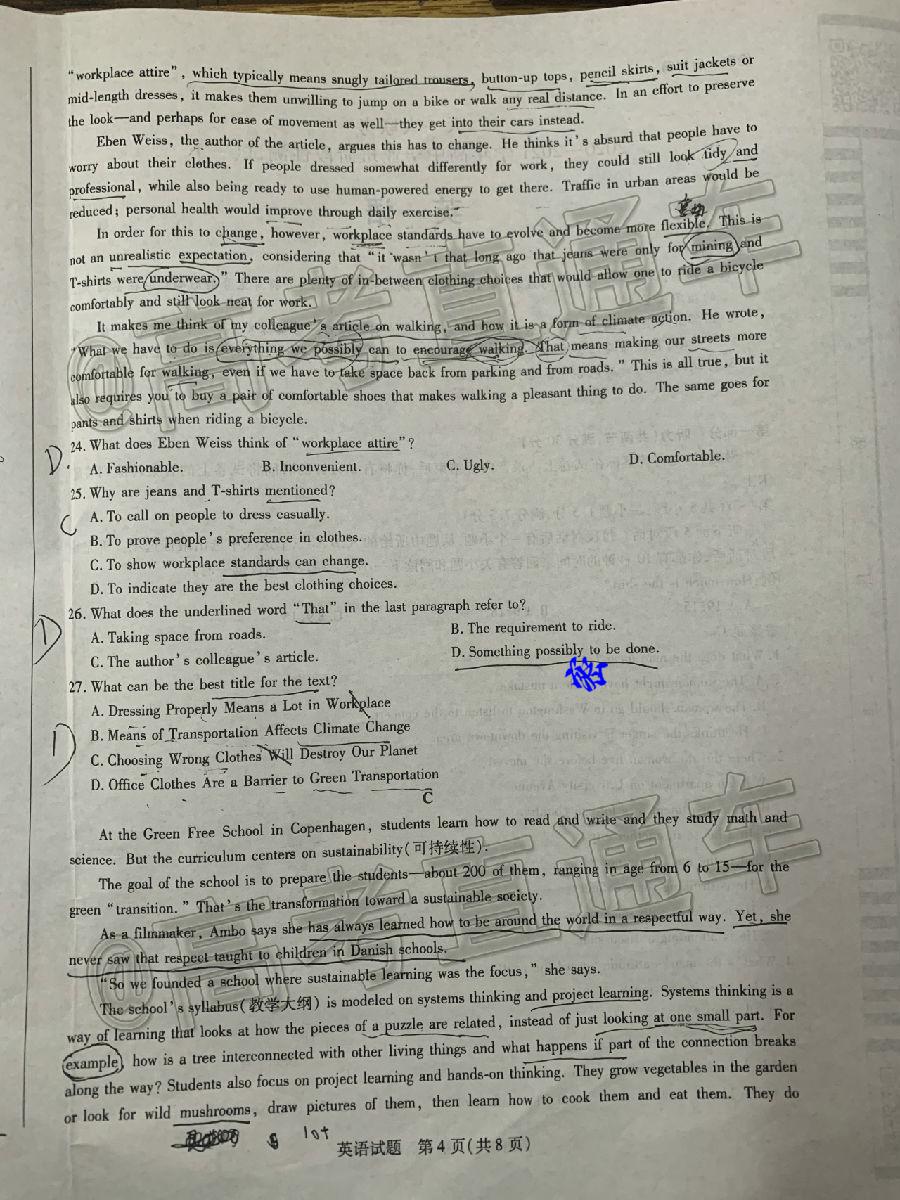 "workplace attire", which typically means snugly tailored trousers, button-up tops, pencil skirts, suit jackets or
mid-length dresses, it makes them unwilling to jump on a bike or walk any real distance. In an effort to preserve
the look—and perhaps for ease of movement as well—they get into their cars instead.
Eben Weiss, the author of the article, argues this has to change. He thinks it's absurd that people have to
worry about their clothes. If people dressed somewhat differently for work, they could still look tidy and
professional, while also being ready to use human-powered energy to get there. Traffic in urban areas would be
reduced; personal health would improve through daily exercise."
In order for this to change, however, workplace standards have to evolve and become more flexible. This is
not an unrealistic expectation, considering that "it wasn't that long ago that jeans were only for mining and
T-shirts were underwear." There are plenty of in-between clothing choices that would allow one to ride a bicycle
comfortably and still look neat for work.
It makes me think of my colleague's article on walking, and how it is a form of climate action. He wrote,
"What we have to do is everything we possibly can to encourage walking. That means making our streets more
comfortable for walking, even if we have to take space back from parking and from roads." This is all true, but it
also requires you to buy a pair of comfortable shoes that makes walking a pleasant thing to do. The same goes for
pants and shirts when riding a bicycle.
D. 24. What does Eben Weiss think of "workplace attire"?
A. Fashionable. B. Inconvenient. C. Ugly. D. Comfortable.
25. Why are jeans and T-shirts mentioned?
C A. To call on people to dress casually.
B. To prove people's preference in clothes.
C. To show workplace standards can change.
D. To indicate they are the best clothing choices.
26. What does the underlined word "That" in the last paragraph refer to?
D A. Taking space from roads. B. The requirement to ride.
C. The author's colleague's article. D. Something possibly to be done.
27. What can be the best title for the text?
A. Dressing Properly Means a Lot in Workplace
D B. Means of Transportation Affects Climate Change
C. Choosing Wrong Clothes Will Destroy Our Planet
D. Office Clothes Are a Barrier to Green Transportation
C
At the Green Free School in Copenhagen, students learn how to read and write and they study math and
science. But the curriculum centers on sustainability(可持续性).
The goal of the school is to prepare the students—about 200 of them, ranging in age from 6 to 15—for the
green "transition." That's the transformation toward a sustainable society.
As a filmmaker, Ambo says she has always learned how to be around the world in a respectful way. Yet, she
never saw that respect taught to children in Danish schools.
"So we founded a school where sustainable learning was the focus," she says.
The school's syllabus(教学大纲) is modeled on systems thinking and project learning. Systems thinking is a
way of learning that looks at how the pieces of a puzzle are related, instead of just looking at one small part. For
example, how is a tree interconnected with other living things and what happens if part of the connection breaks
along the way? Students also focus on project learning and hands-on thinking. They grow vegetables in the garden
or look for wild mushrooms, draw pictures of them, then learn how to cook them and eat them. They do
lot
英语试题 第4页(共8页)
@高考直通车
@高考直通车